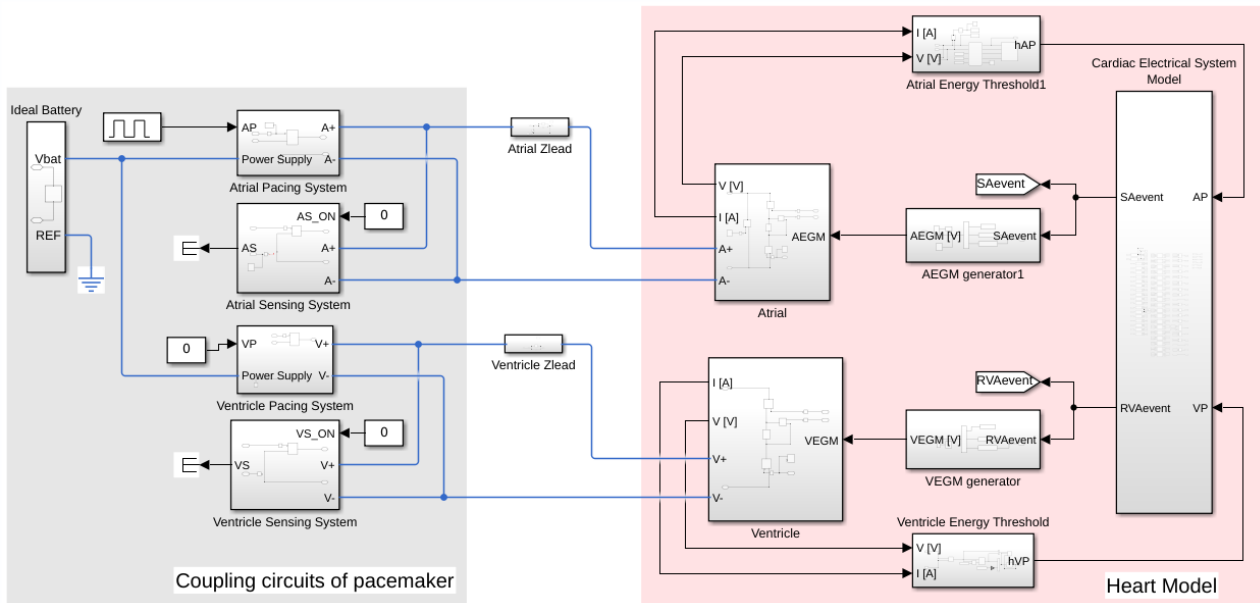 Ideal Battery
Vbat
REF
AP
A+
Power Supply
A-
Atrial Pacing System
AS_ON
0
AS
A+
A-
Atrial Sensing System
0
VP
V+
Power Supply
V-
Ventricle Pacing System
VS_ON
0
VS
V+
V-
Ventricle Sensing System
Coupling circuits of pacemaker
Atrial Zlead
Ventricle Zlead
I [A]
V [V]
hAP
Atrial Energy Threshold1
Cardiac Electrical System
Model
V [V]
I [A]
A+
A-
AEGM
Atrial
SAevent
AEGM [V]
SAevent
AEGM generator1
SAevent
AP
RVAevent
VP
I [A]
V [V]
V+
V-
VEGM
Ventricle
RVAevent
VEGM [V]
RVAevent
VEGM generator
Ventricle Energy Threshold
V [V]
I [A]
hVP
Heart Model